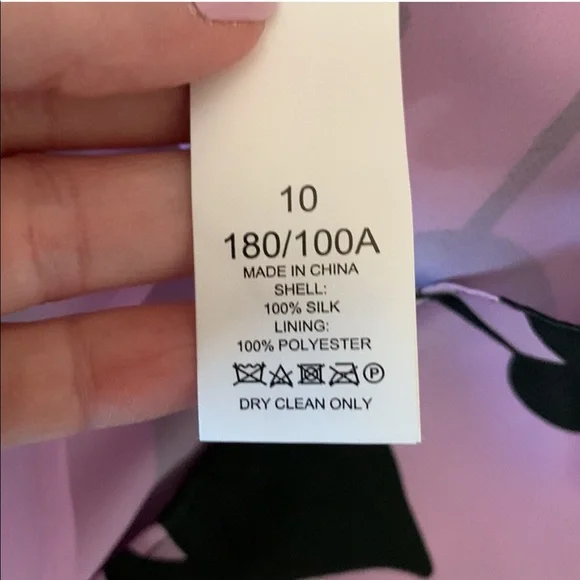 10
180/100A
MADE IN CHINA
SHELL:
100% SILK
LINING:
100% POLYESTER
P
DRY CLEAN ONLY